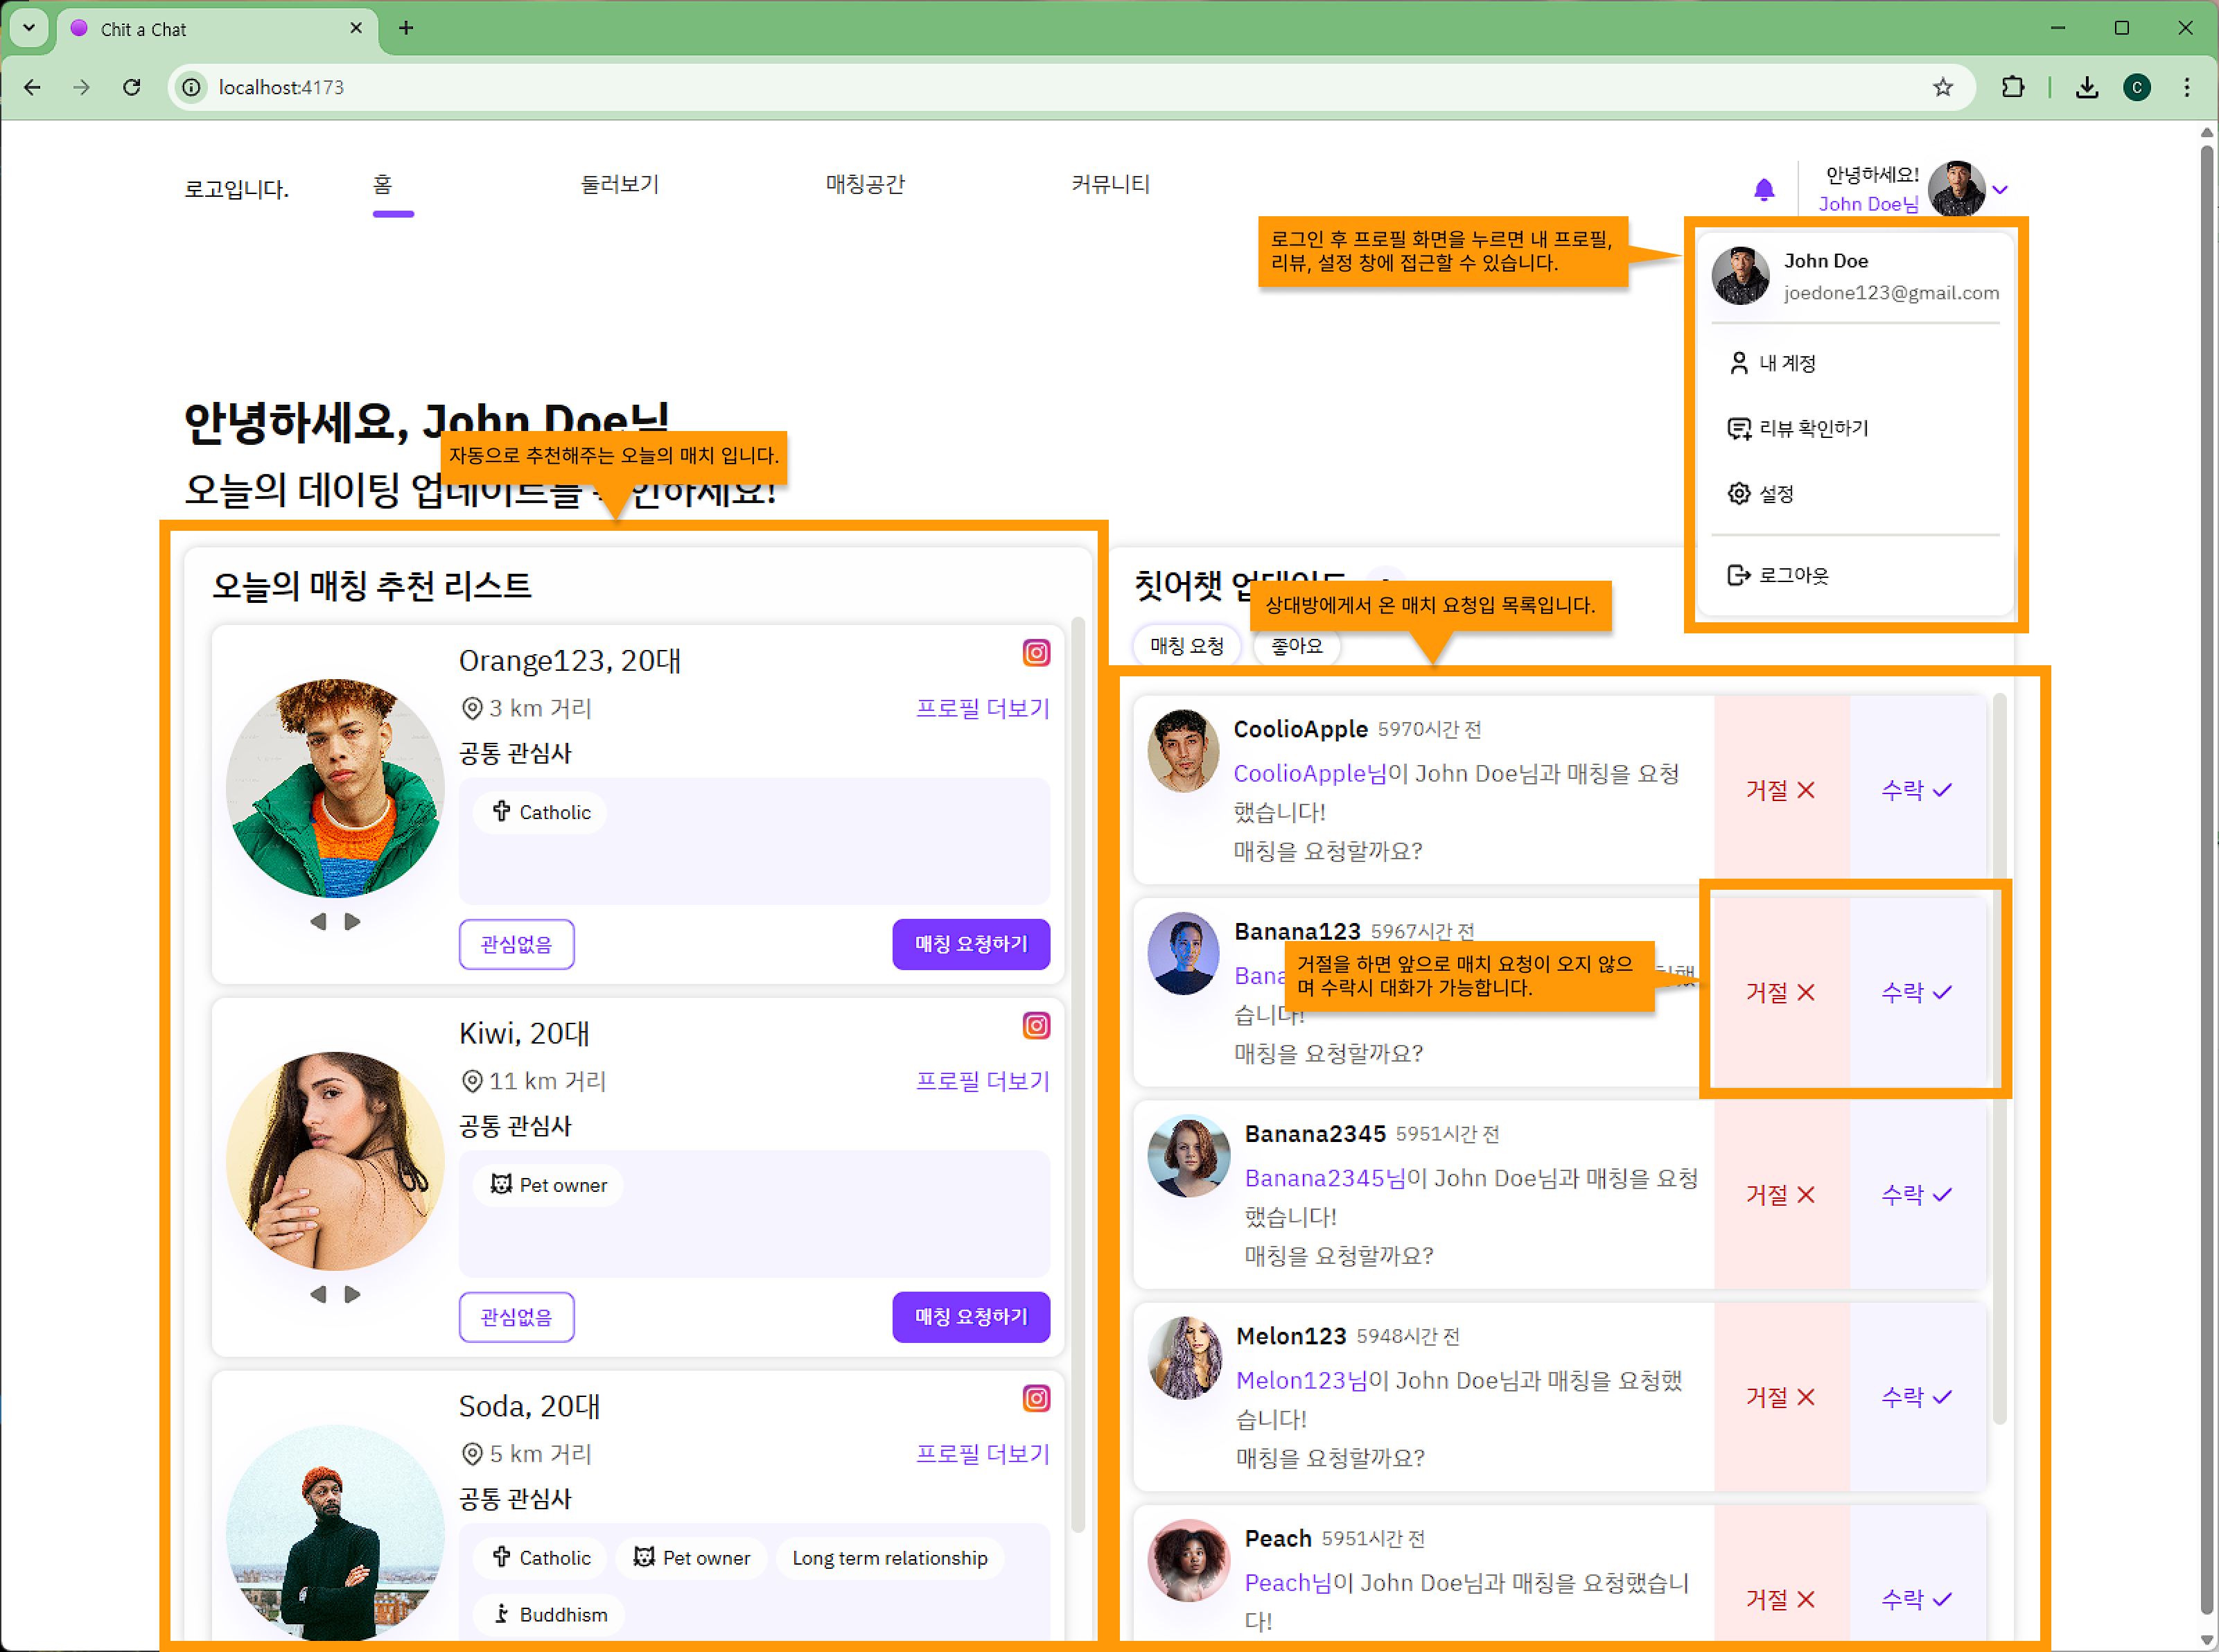 Chit a Chat
localhost:4173
C
로고입니다.
홈
둘러보기
매칭공간
커뮤니티
안녕하세요!
John Doe님
로그인 후 프로필 화면을 누르면 내 프로필,
리뷰, 설정 창에 접근할 수 있습니다.
John Doe
joedone123@gmail.com
내 계정
리뷰 확인하기
설정
로그아웃
안녕하세요, John Doe님
자동으로 추천해주는 오늘의 매치 입니다.
오늘의 데이팅 업데이트를 확인하세요!
오늘의 매칭 추천 리스트
Orange123, 20대
3 km 거리
프로필 더보기
공통 관심사
Catholic
관심없음
매칭 요청하기
Kiwi, 20대
11 km 거리
프로필 더보기
공통 관심사
Pet owner
관심없음
매칭 요청하기
Soda, 20대
5 km 거리
프로필 더보기
공통 관심사
Catholic
Pet owner
Long term relationship
Buddhism
칫어챗 업데이트
상대방에게서 온 매치 요청입 목록입니다.
매칭 요청
좋아요
CoolioApple 5970시간 전
CoolioApple님이 John Doe님과 매칭을 요청
했습니다!
매칭을 요청할까요?
거절
수락
Banana123 5967시간 전
거절을 하면 앞으로 매치 요청이 오지 않으
며 수락시 대화가 가능합니다.
습니다!
매칭을 요청할까요?
거절
수락
Banana2345 5951시간 전
Banana2345님이 John Doe님과 매칭을 요청
했습니다!
매칭을 요청할까요?
거절
수락
Melon123 5948시간 전
Melon123님이 John Doe님과 매칭을 요청했
습니다!
매칭을 요청할까요?
거절
수락
Peach 5951시간 전
Peach님이 John Doe님과 매칭을 요청했습니
다!
거절
수락